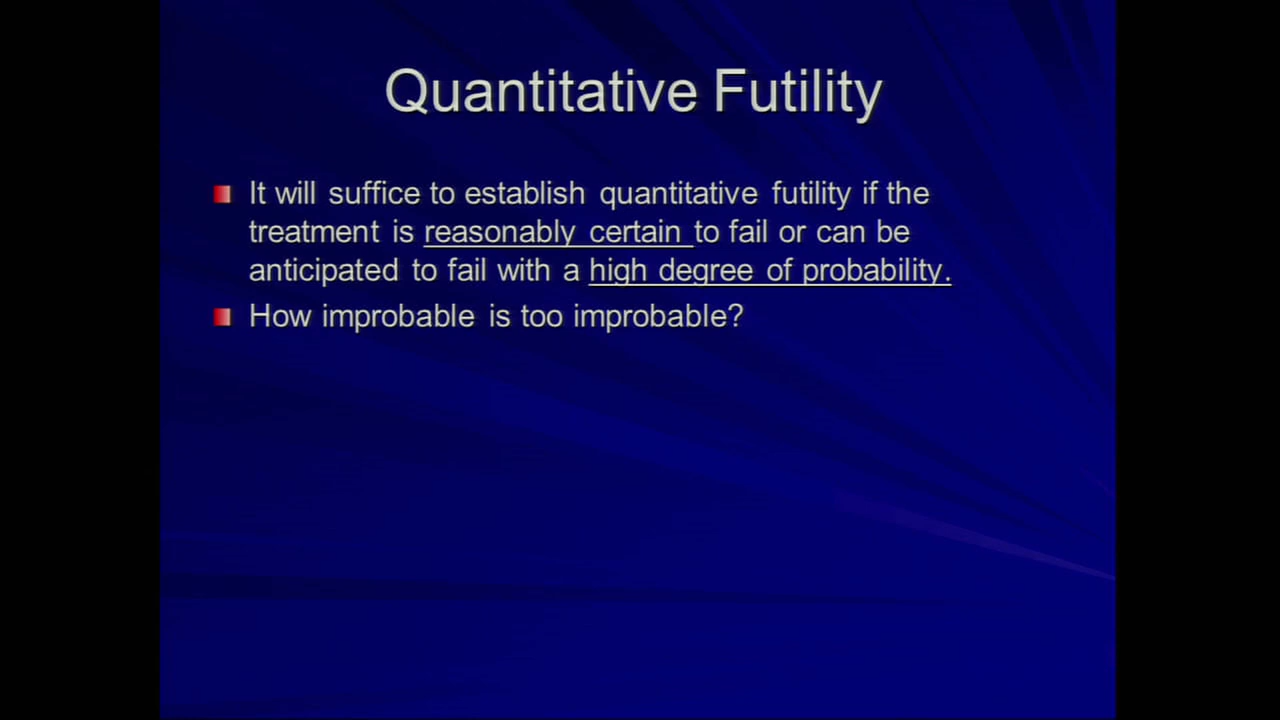 Quantitative Futility
It will suffice to establish quantitative futility if the
treatment is reasonably certain to fail or can be
anticipated to fail with a high degree of probability.
How improbable is too improbable?